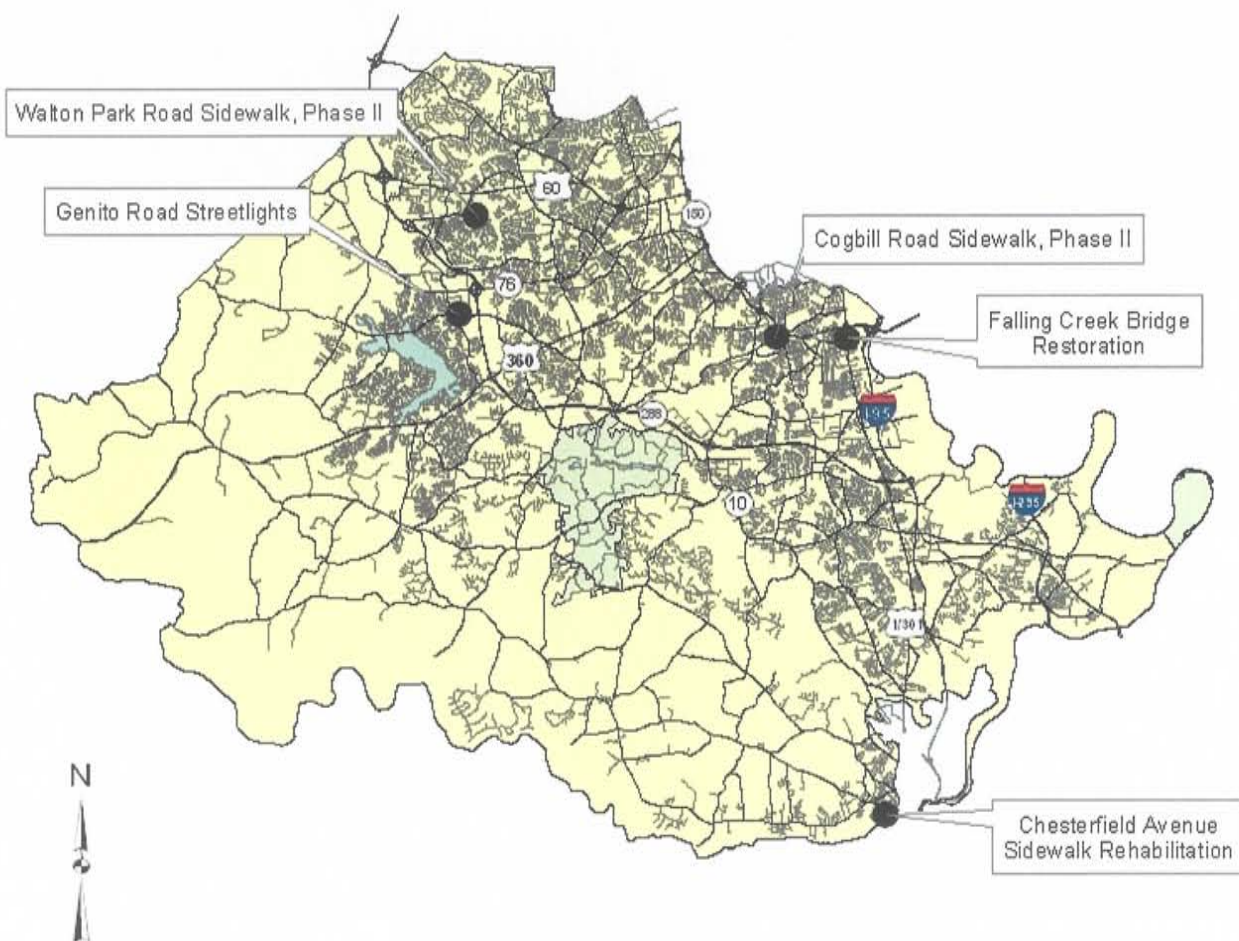 Walton Park Road Sidewalk, Phase II
60
Genito Road Streetlights
150
Cogbill Road Sidewalk, Phase II
76
Falling Creek Bridge
Restoration
360
288
I-95
10
I-295
1/301
N
Chesterfield Avenue
Sidewalk Rehabilitation